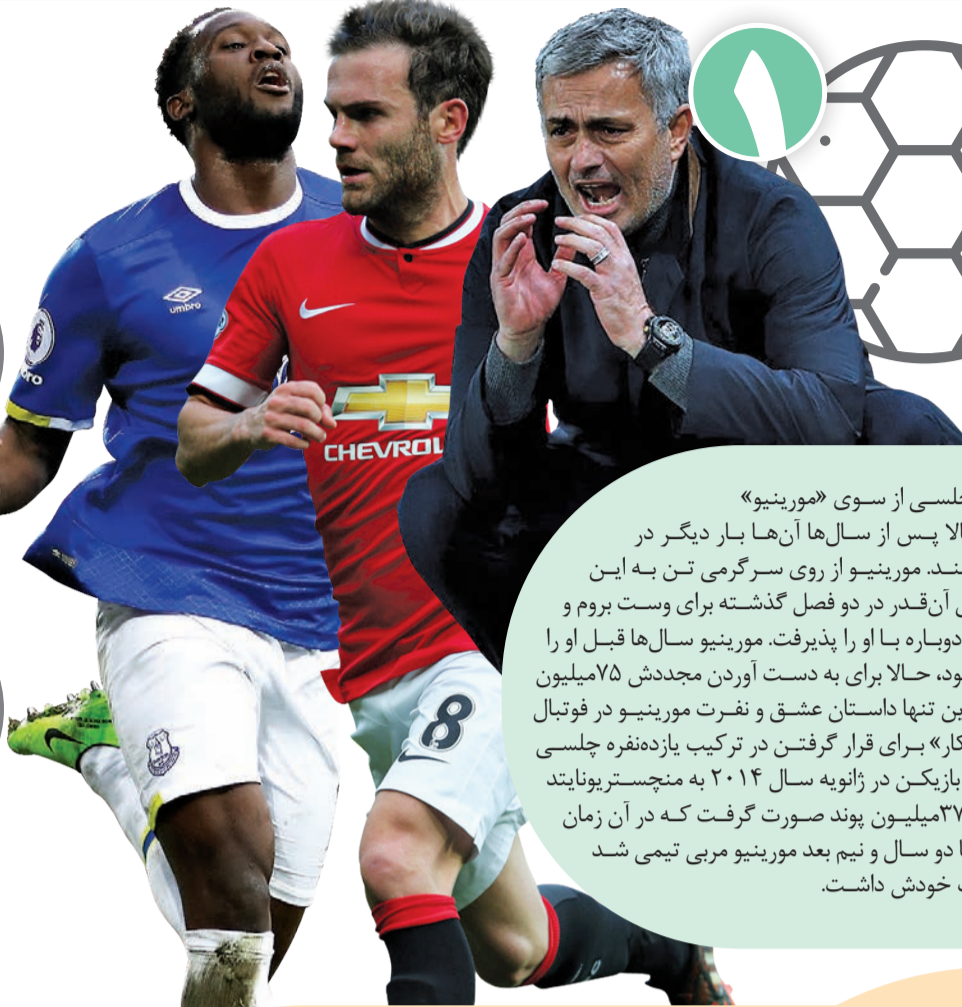 umbro
CHEVROL
8
چلسی از سوی «مورینیو»
الا پس از سال‌ها آن‌ها بار دیگر در
ند. مورینیو از روی سرگرمی تن به این
آن‌قدر در دو فصل گذشته برای وست بروم و
دوباره با او را پذیرفت. مورینیو سال‌ها قبل او را
ود، حالا برای به دست آوردن مجددش ۷۵میلیون
ین تنها داستان عشق و نفرت مورینیو در فوتبال
کار» برای قرار گرفتن در ترکیب یازده‌نفره چلسی
بازیکن در ژانویه سال ۲۰۱۴ به منچستریونایتد
۳۷میلیون پوند صورت گرفت که در آن زمان
ا دو سال و نیم بعد مورینیو مربی تیمی شد
خودش داشت.